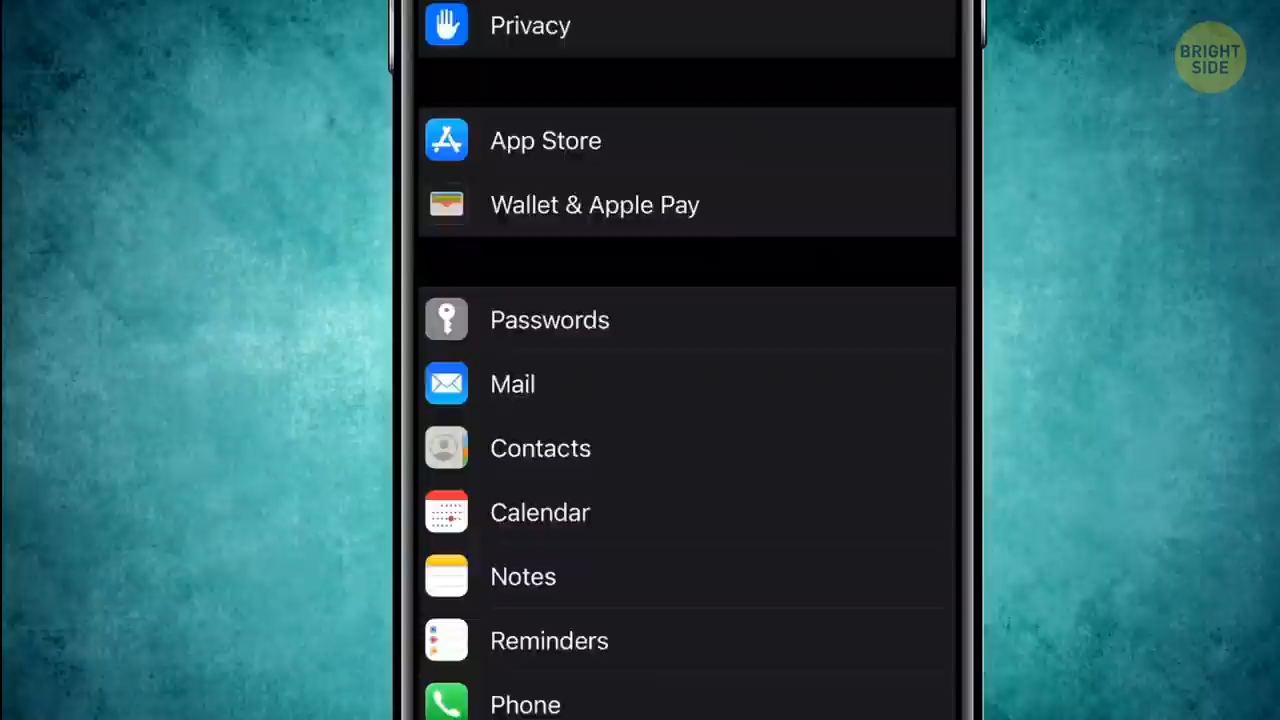 Privacy
BRIGHT
SIDE
App Store
Wallet & Apple Pay
Passwords
Mail
Contacts
Calendar
Notes
Reminders
Phone